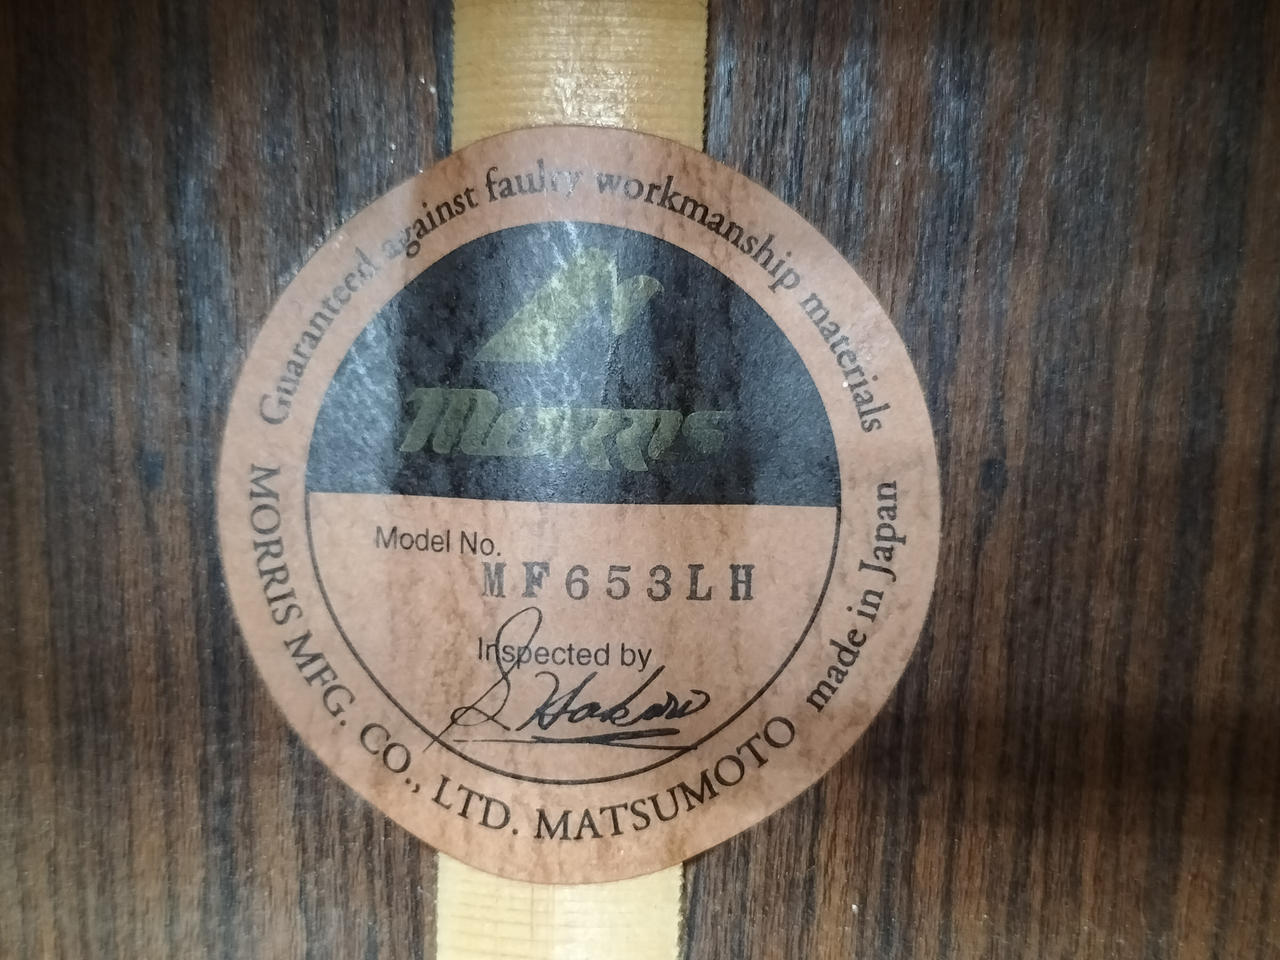 Guaranteed against faulty workmanship materials
Morris
Model No.
MF653LH
Inspected by
MORRIS MFG. CO., LTD. MATSUMOTO
made in Japan